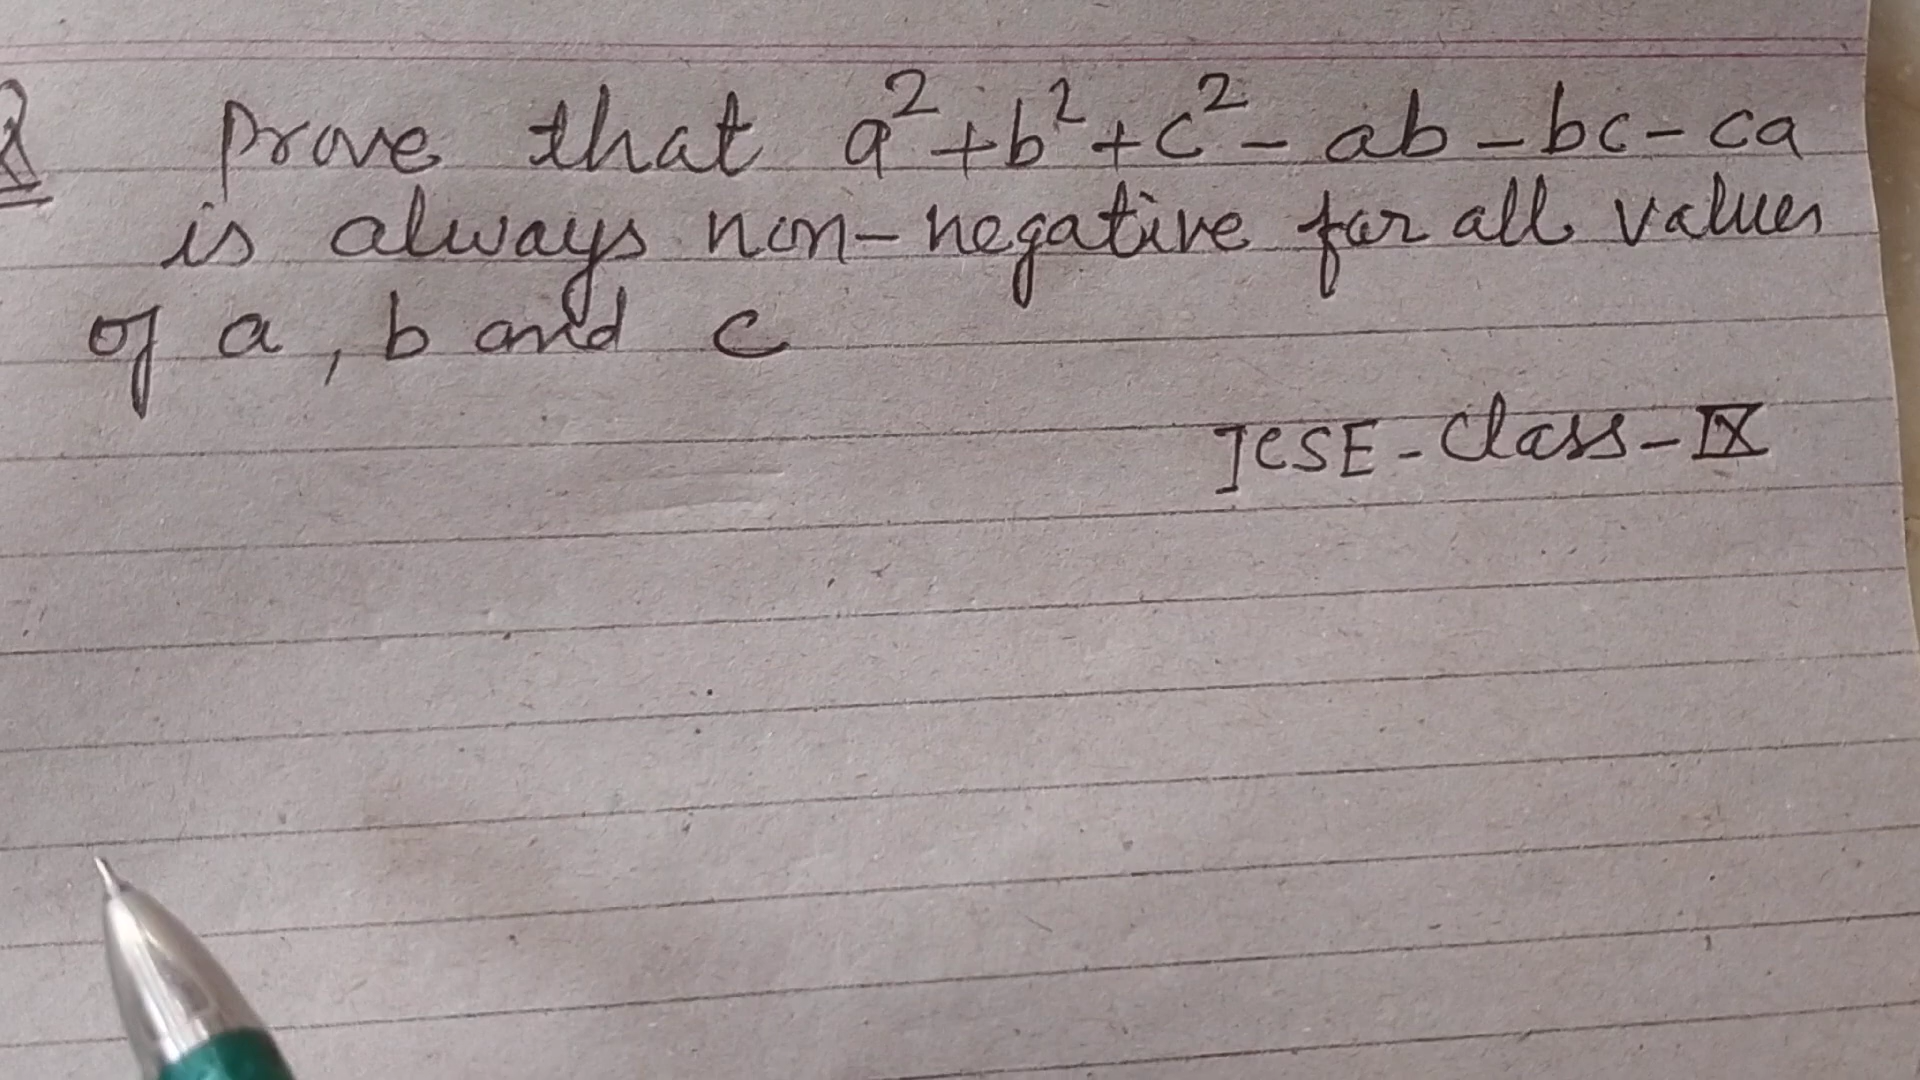 Q Prove that a²+b²+c²-ab-bc-ca
is always non-negative for all values
of a, b and c
ICSE-Class-IX